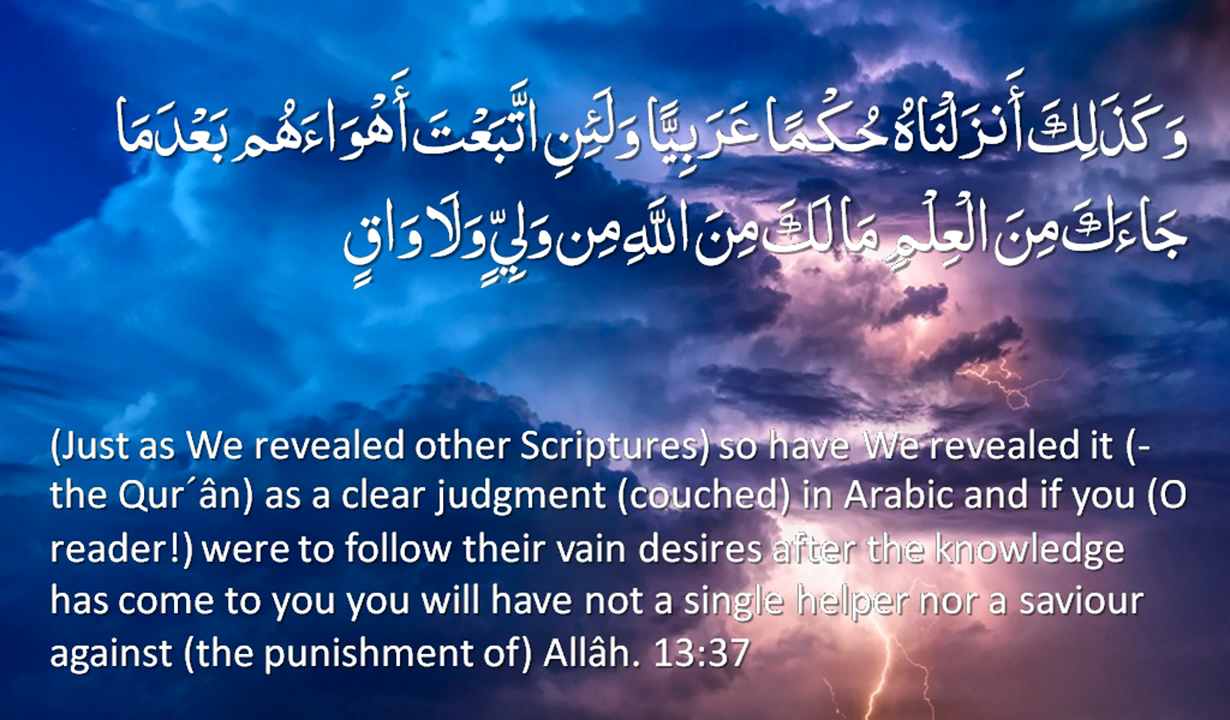 وَكَذَٰلِكَ أَنزَلْنَاهُ حُكْمًا عَرَبِيًّا وَلَئِنِ اتَّبَعْتَ أَهْوَاءَهُم بَعْدَمَا
جَاءَكَ مِنَ الْعِلْمِ مَا لَكَ مِنَ اللَّهِ مِن وَلِيٍّ وَلَا وَاقٍ
(Just as We revealed other Scriptures) so have We revealed it (-
the Qur´ân) as a clear judgment (couched) in Arabic and if you (O
reader!) were to follow their vain desires after the knowledge
has come to you you will have not a single helper nor a saviour
against (the punishment of) Allâh. 13:37